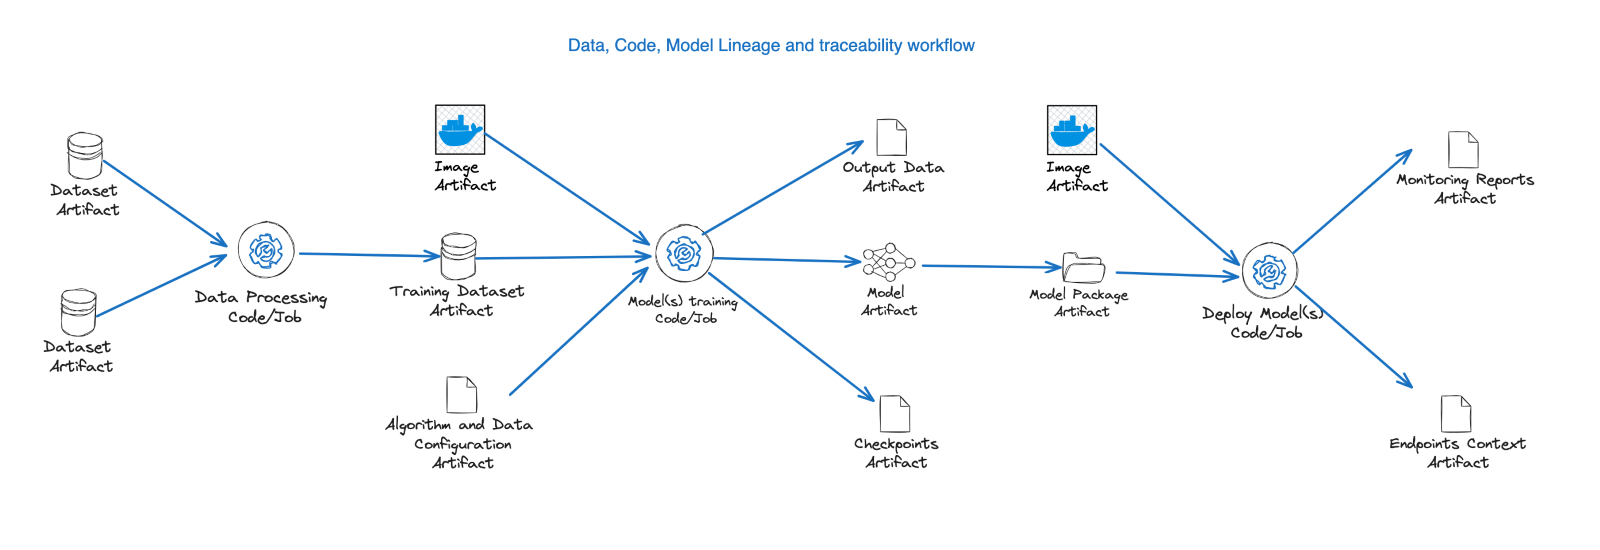 Data, Code, Model Lineage and traceability workflow
Dataset
Artifact
Dataset
Artifact
Data Processing
Code/Job
Image
Artifact
Training Dataset
Artifact
Algorithm and Data
Configuration
Artifact
Model(s) training
Code/Job
Output Data
Artifact
Model
Artifact
Checkpoints
Artifact
Image
Artifact
Model Package
Artifact
Deploy Model(s)
Code/Job
Monitoring Reports
Artifact
Endpoints Context
Artifact